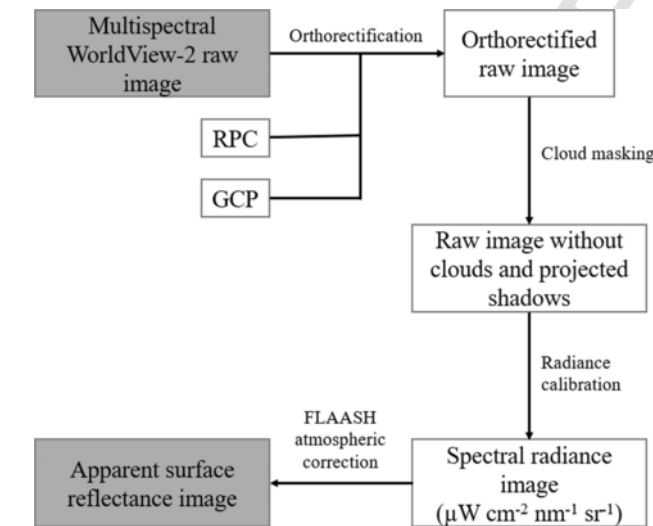 Multispectral
WorldView-2 raw
image
Orthorectification
Orthorectified
raw image
RPC
GCP
Cloud masking
Raw image without
clouds and projected
shadows
Radiance
calibration
FLAASH
atmospheric
correction
Spectral radiance
image
(µW cm⁻² nm⁻¹ sr⁻¹)
Apparent surface
reflectance image